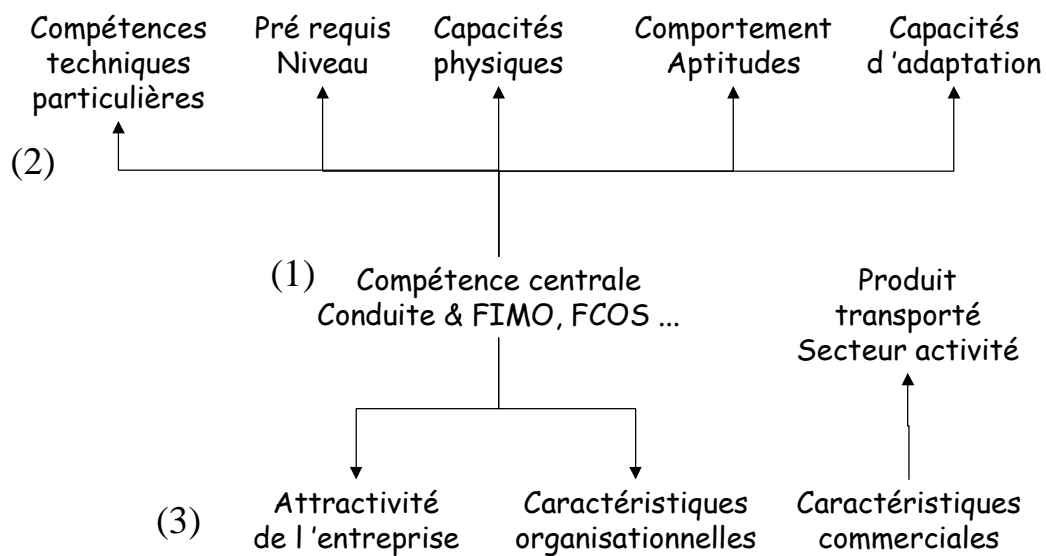 Compétences
techniques
particulières
Pré requis
Niveau
Capacités
physiques
Comportement
Aptitudes
Capacités
d ’adaptation
(2)
(1)
Compétence centrale
Conduite & FIMO, FCOS ...
Produit
transporté
Secteur activité
(3)
Attractivité
de l ’entreprise
Caractéristiques
organisationnelles
Caractéristiques
commerciales